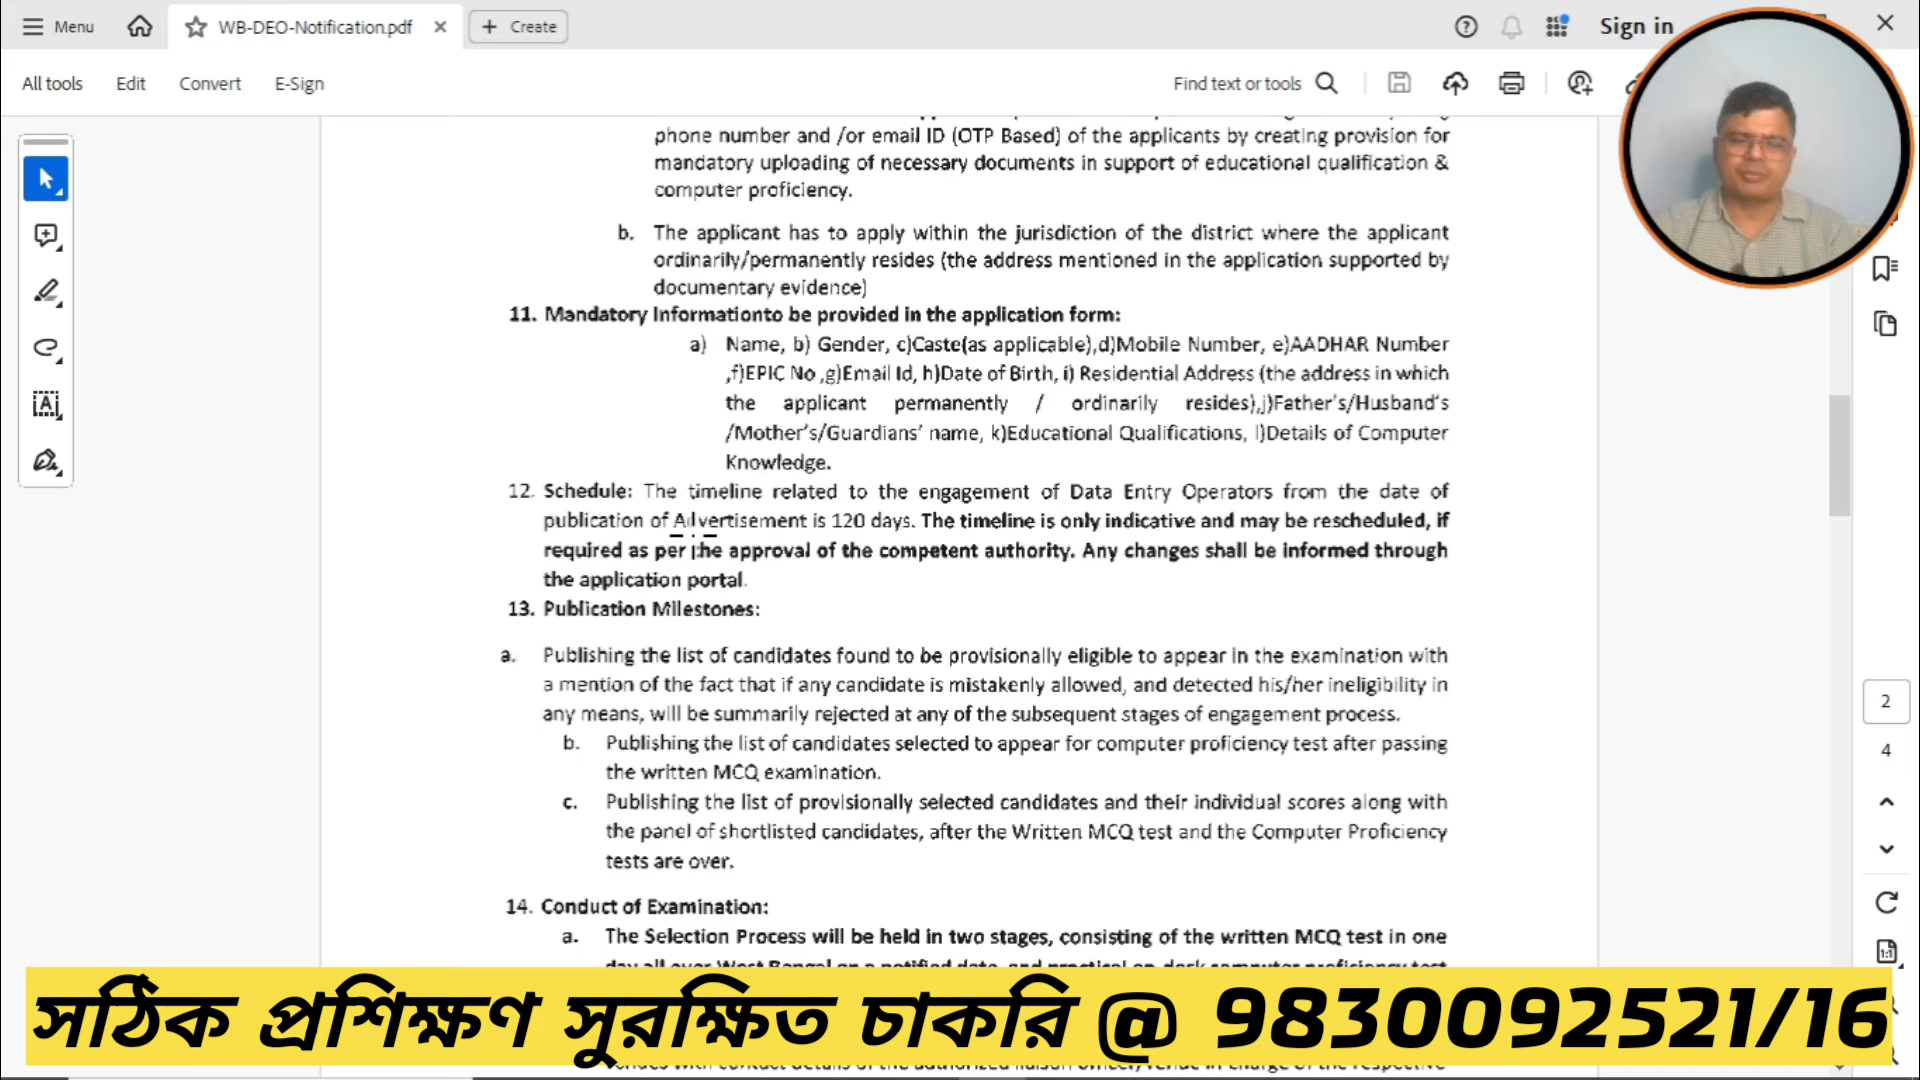 Menu
WB-DEO-Notification.pdf
Create
Sign in
All tools
Edit
Convert
E-Sign
Find text or tools
phone number and /or email ID (OTP Based) of the applicants by creating provision for
mandatory uploading of necessary documents in support of educational qualification &
computer proficiency.
b. The applicant has to apply within the jurisdiction of the district where the applicant
ordinarily/permanently resides (the address mentioned in the application supported by
documentary evidence)
11. Mandatory Informationto be provided in the application form:
a) Name, b) Gender, c)Caste(as applicable),d)Mobile Number, e)AADHAR Number
,f)EPIC No ,g)Email Id, h)Date of Birth, i) Residential Address (the address in which
the applicant permanently / ordinarily resides),j)Father's/Husband's
/Mother's/Guardians' name, k)Educational Qualifications, l)Details of Computer
Knowledge.
12. Schedule: The timeline related to the engagement of Data Entry Operators from the date of
publication of Advertisement is 120 days. The timeline is only indicative and may be rescheduled, if
required as per the approval of the competent authority. Any changes shall be informed through
the application portal.
13. Publication Milestones:
a. Publishing the list of candidates found to be provisionally eligible to appear in the examination with
a mention of the fact that if any candidate is mistakenly allowed, and detected his/her ineligibility in
any means, will be summarily rejected at any of the subsequent stages of engagement process.
b. Publishing the list of candidates selected to appear for computer proficiency test after passing
the written MCQ examination.
c. Publishing the list of provisionally selected candidates and their individual scores along with
the panel of shortlisted candidates, after the Written MCQ test and the Computer Proficiency
tests are over.
14. Conduct of Examination:
a. The Selection Process will be held in two stages, consisting of the written MCQ test in one
2
4
সঠিক প্রশিক্ষণ সুরক্ষিত চাকরি @ 9830092521/16